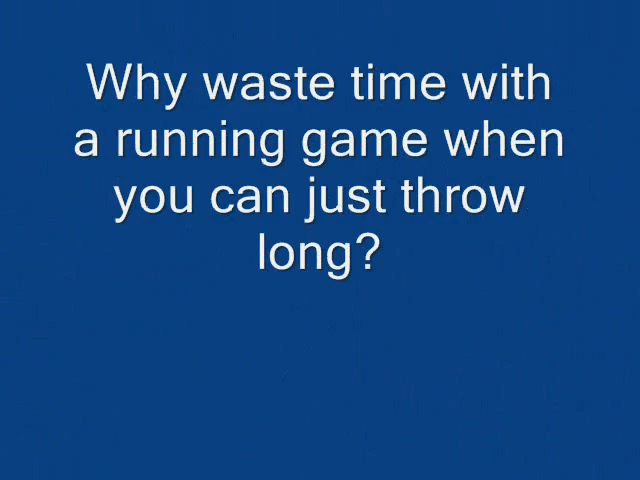 Why waste time with
a running game when
you can just throw
long?